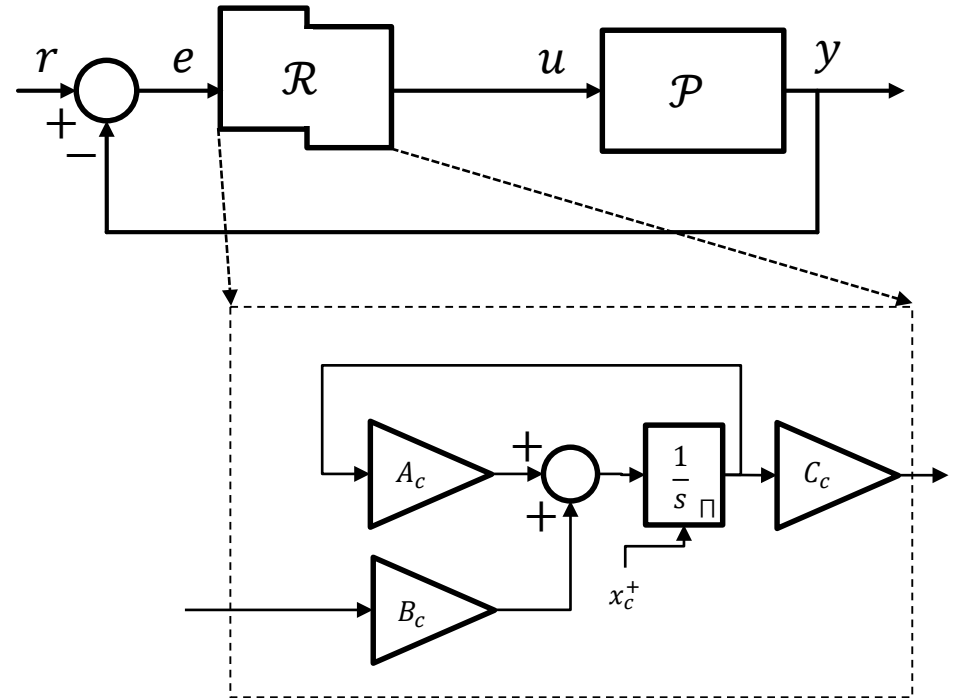 r e ℛ u 𝒫 y
+
−
+ A_c 1/s ⊓ C_c
+
B_c x_c^+